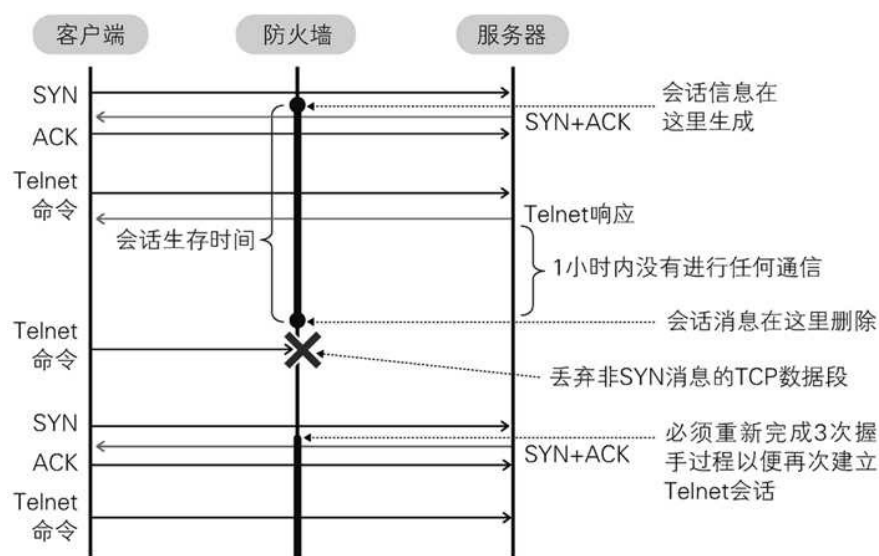 客户端
防火墙
服务器
SYN
会话信息在
这里生成
SYN+ACK
ACK
Telnet
命令
Telnet响应
会话生存时间
1小时内没有进行任何通信
会话消息在这里删除
Telnet
命令
丢弃非SYN消息的TCP数据段
SYN
必须重新完成3次握
手过程以便再次建立
Telnet会话
SYN+ACK
ACK
Telnet
命令